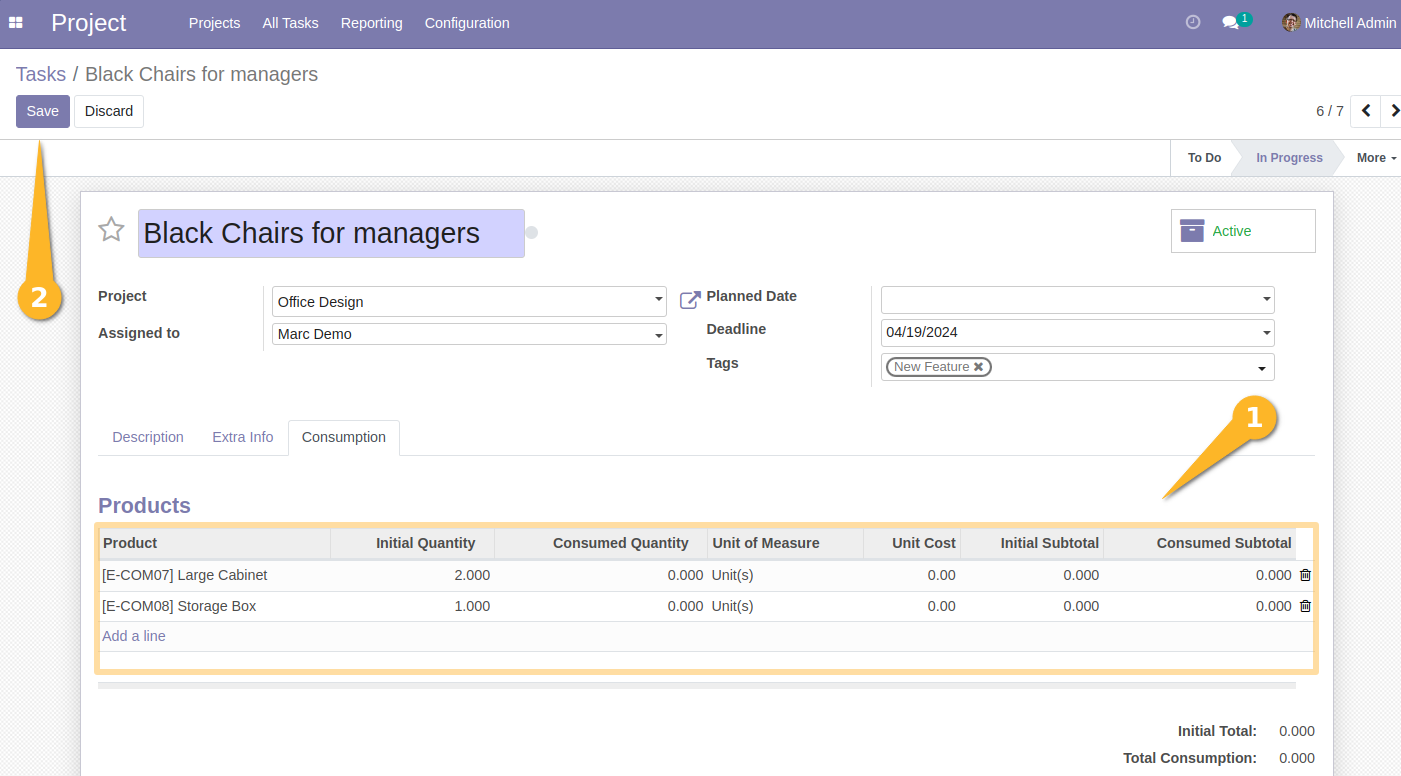 Project Projects All Tasks Reporting Configuration 1 Mitchell Admin
Tasks / Black Chairs for managers
Save Discard 6 / 7
To Do In Progress More
Black Chairs for managers Active
2
Project Office Design Planned Date
Assigned to Marc Demo Deadline 04/19/2024
Tags New Feature
1
Description Extra Info Consumption
Products
Product Initial Quantity Consumed Quantity Unit of Measure Unit Cost Initial Subtotal Consumed Subtotal
[E-COM07] Large Cabinet 2.000 0.000 Unit(s) 0.00 0.000 0.000
[E-COM08] Storage Box 1.000 0.000 Unit(s) 0.00 0.000 0.000
Add a line
Initial Total: 0.000
Total Consumption: 0.000